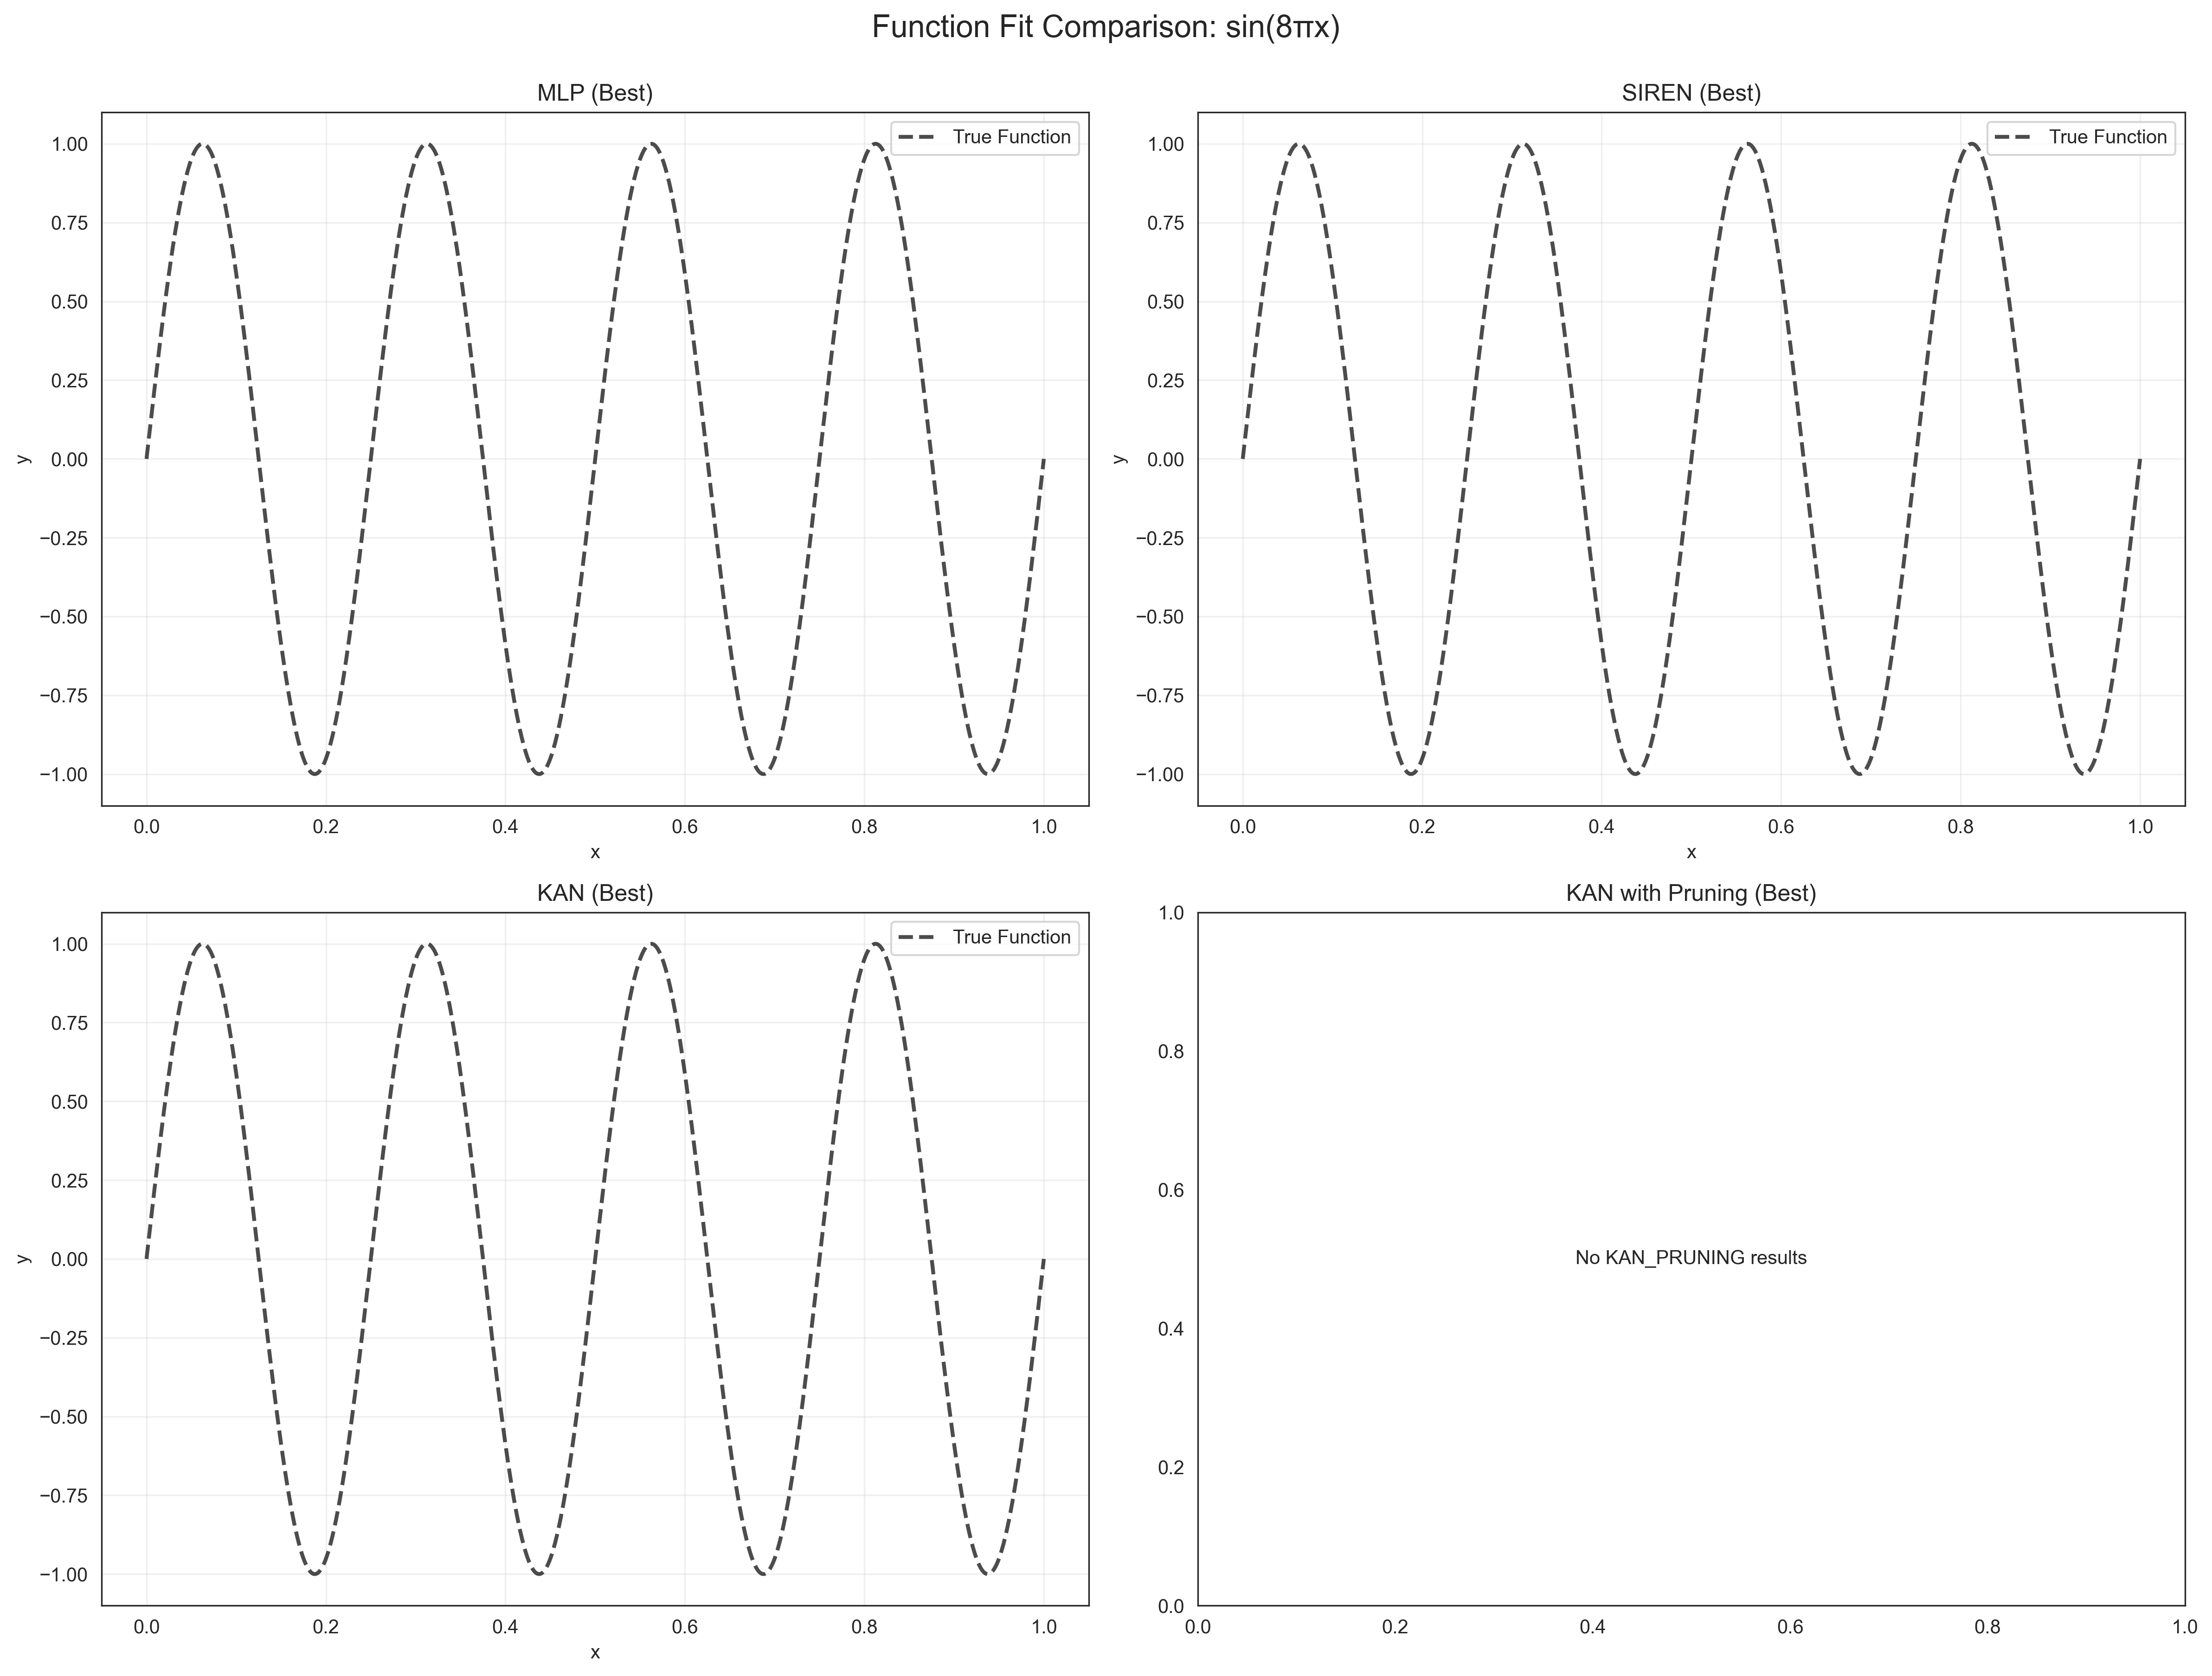 Function Fit Comparison: sin(8πx)
MLP (Best)
True Function
1.00
0.75
0.50
0.25
0.00
−0.25
−0.50
−0.75
−1.00
y
0.0 0.2 0.4 0.6 0.8 1.0
x
SIREN (Best)
True Function
1.00
0.75
0.50
0.25
0.00
−0.25
−0.50
−0.75
−1.00
y
0.0 0.2 0.4 0.6 0.8 1.0
x
KAN (Best)
True Function
1.00
0.75
0.50
0.25
0.00
−0.25
−0.50
−0.75
−1.00
y
0.0 0.2 0.4 0.6 0.8 1.0
x
KAN with Pruning (Best)
1.0
0.8
0.6
No KAN_PRUNING results
0.4
0.2
0.0
0.0 0.2 0.4 0.6 0.8 1.0